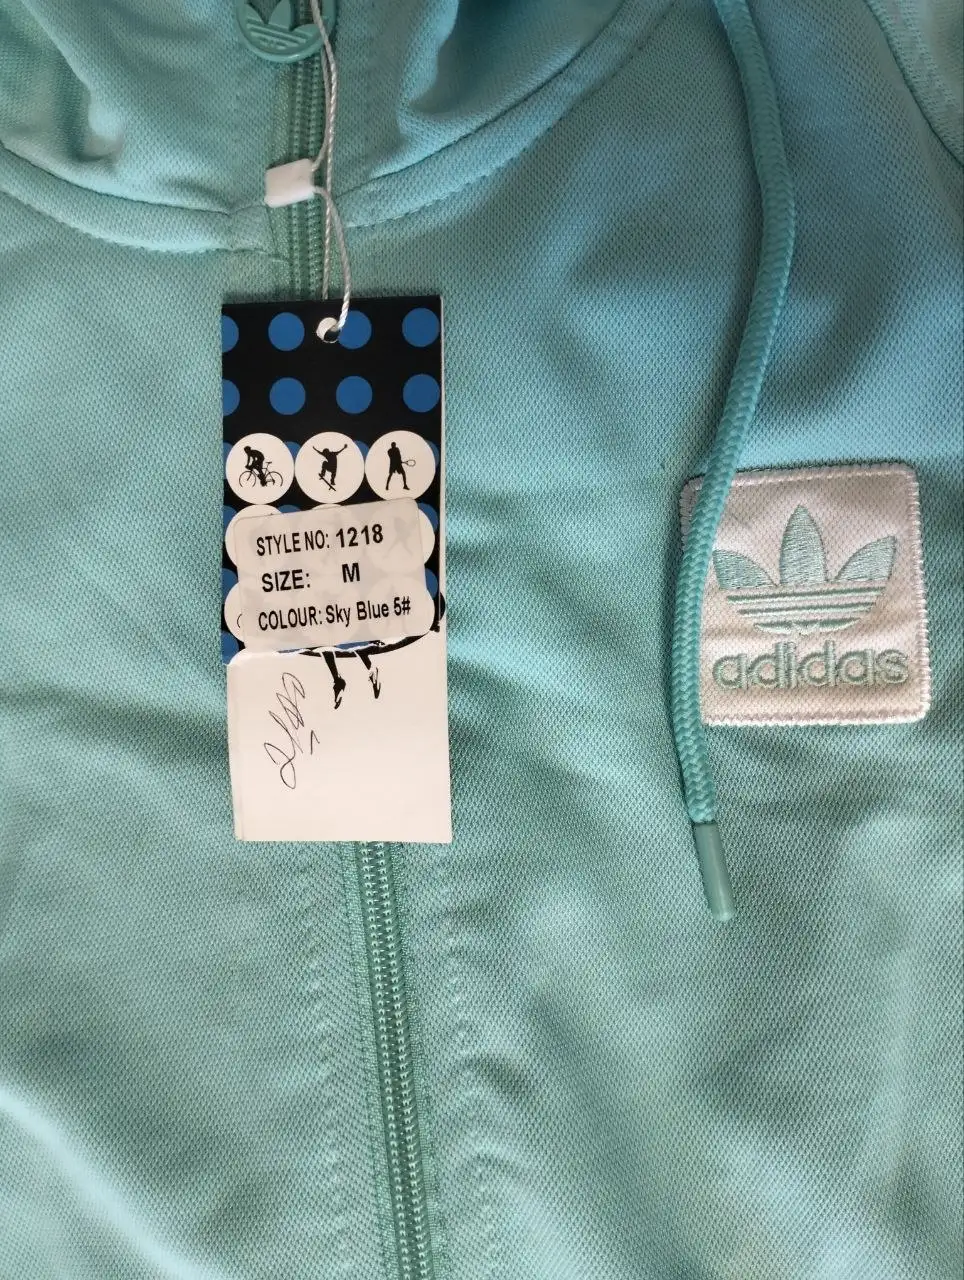 STYLE NO: 1218
SIZE: M
COLOUR: Sky Blue 5#
adidas